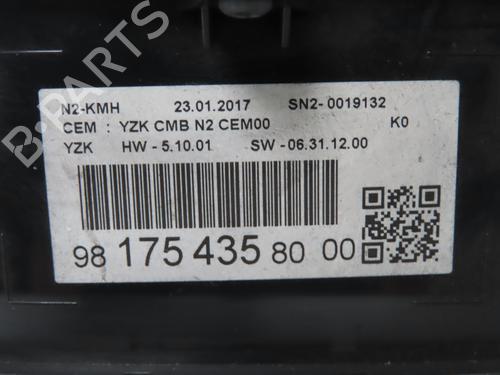 N2-KMH 23.01.2017 SN2- 0019132
CEM : YZK CMB N2 CEM00 K0
YZK HW - 5.10.01 SW - 06.31.12.00
98 175 435 80 00
B-PARTS